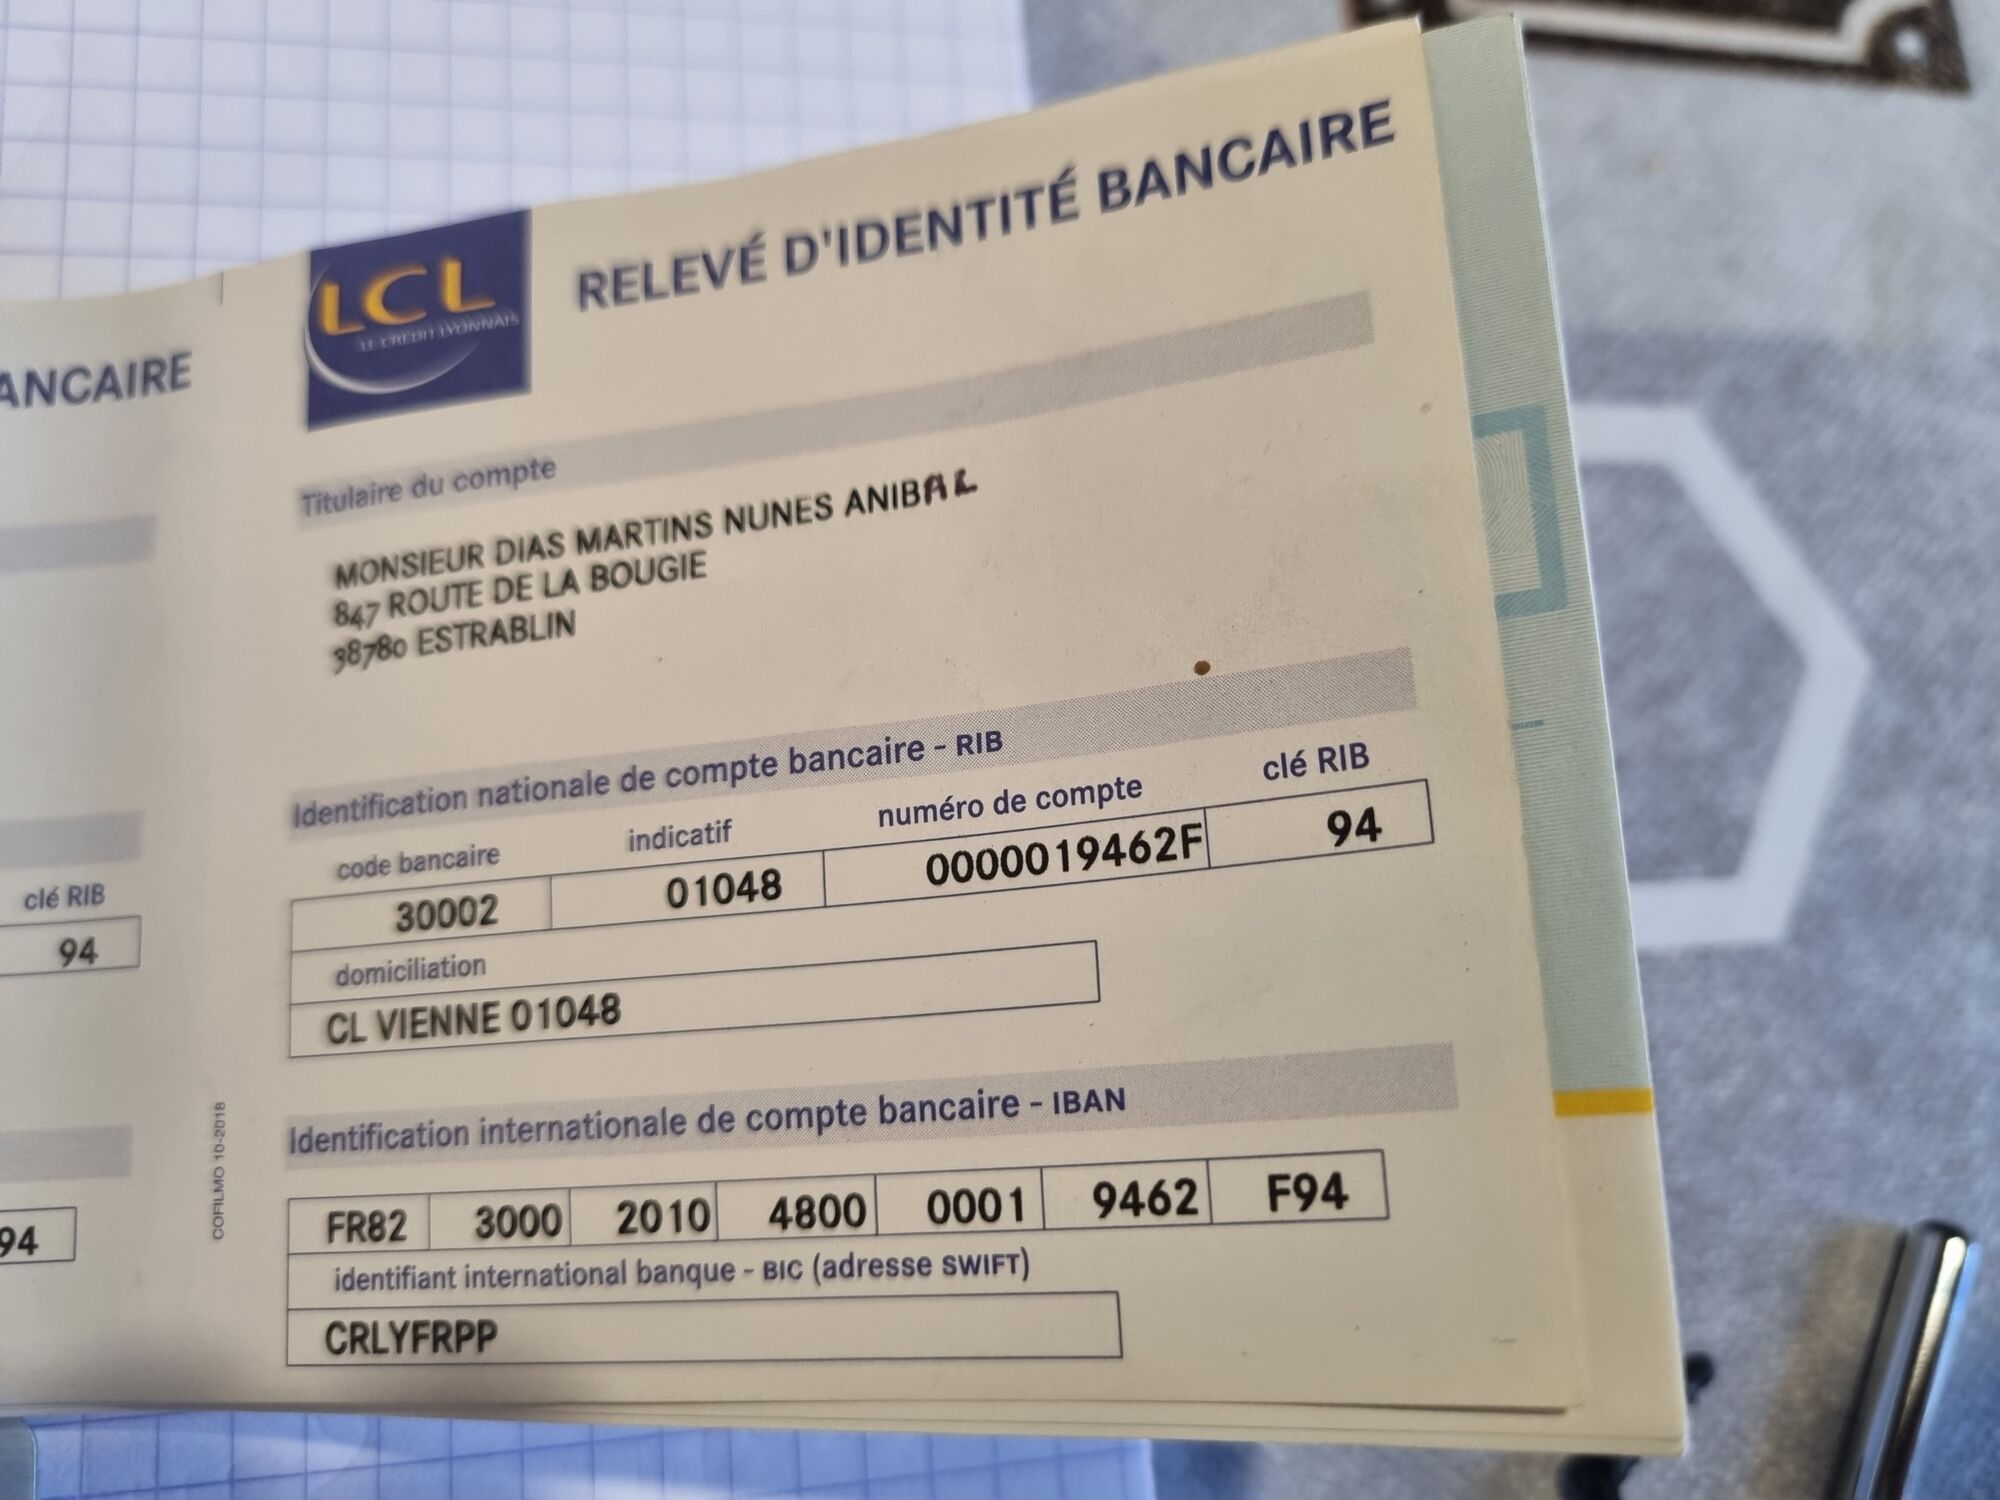 ANCAIRE
clé RIB
94
94
COFILMO 10-2018
LCL
LE CREDIT LYONNAIS
RELEVÉ D'IDENTITÉ BANCAIRE
Titulaire du compte
MONSIEUR DIAS MARTINS NUNES ANIBAL
847 ROUTE DE LA BOUGIE
38780 ESTRABLIN
Identification nationale de compte bancaire - RIB
code bancaire indicatif numéro de compte clé RIB
30002 01048 0000019462F 94
domiciliation
CL VIENNE 01048
Identification internationale de compte bancaire - IBAN
FR82 3000 2010 4800 0001 9462 F94
identifiant international banque - BIC (adresse SWIFT)
CRLYFRPP